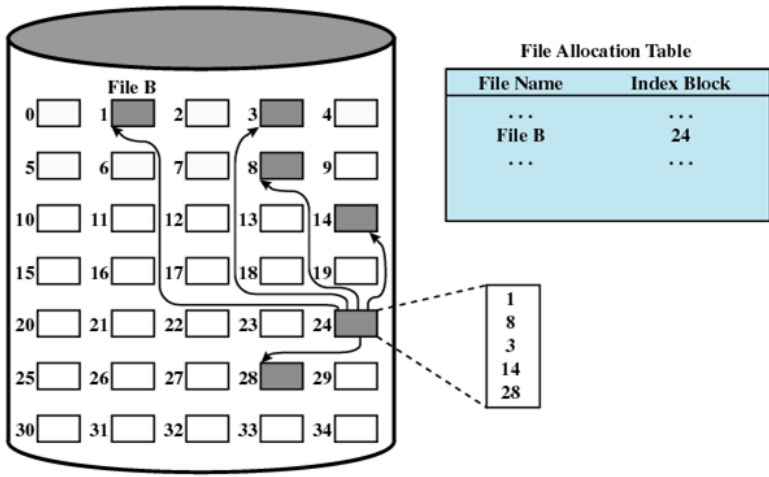 File Allocation Table
File Name Index Block
... ...
File B 24
... ...
File B
0 1 2 3 4
5 6 7 8 9
10 11 12 13 14
15 16 17 18 19
20 21 22 23 24
25 26 27 28 29
30 31 32 33 34
1
8
3
14
28